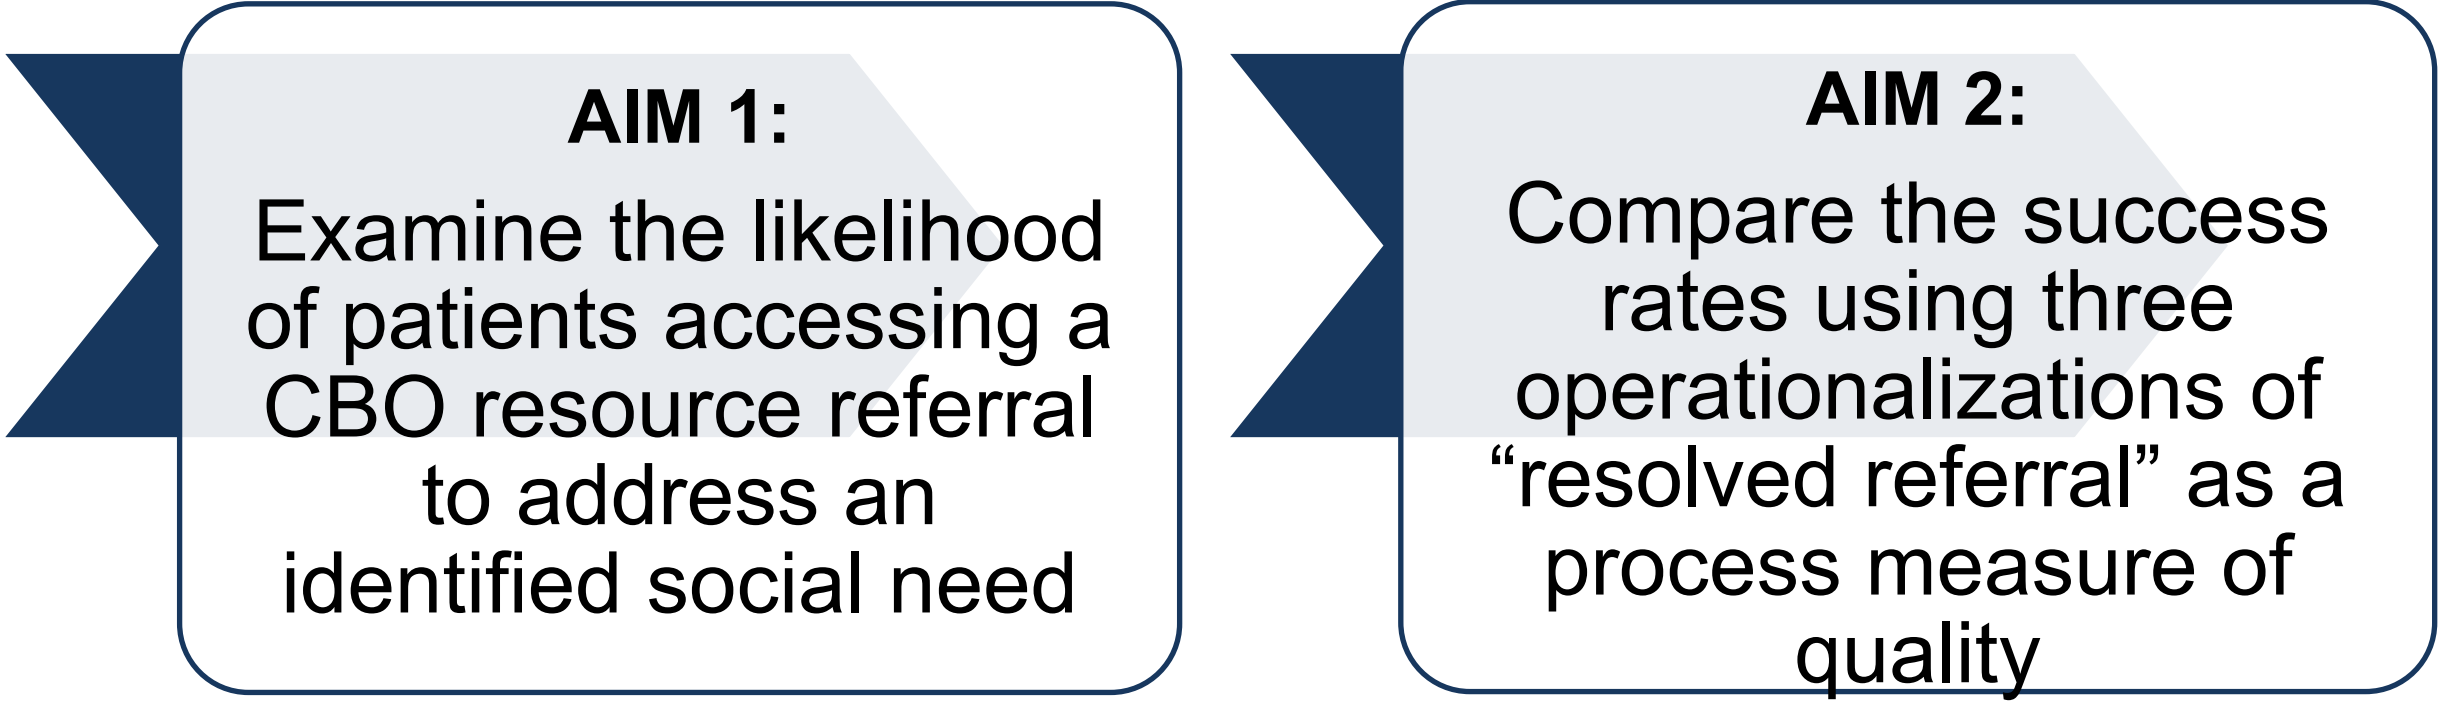 AIM 1:
Examine the likelihood
of patients accessing a
CBO resource referral
to address an
identified social need
AIM 2:
Compare the success
rates using three
operationalizations of
“resolved referral” as a
process measure of
quality